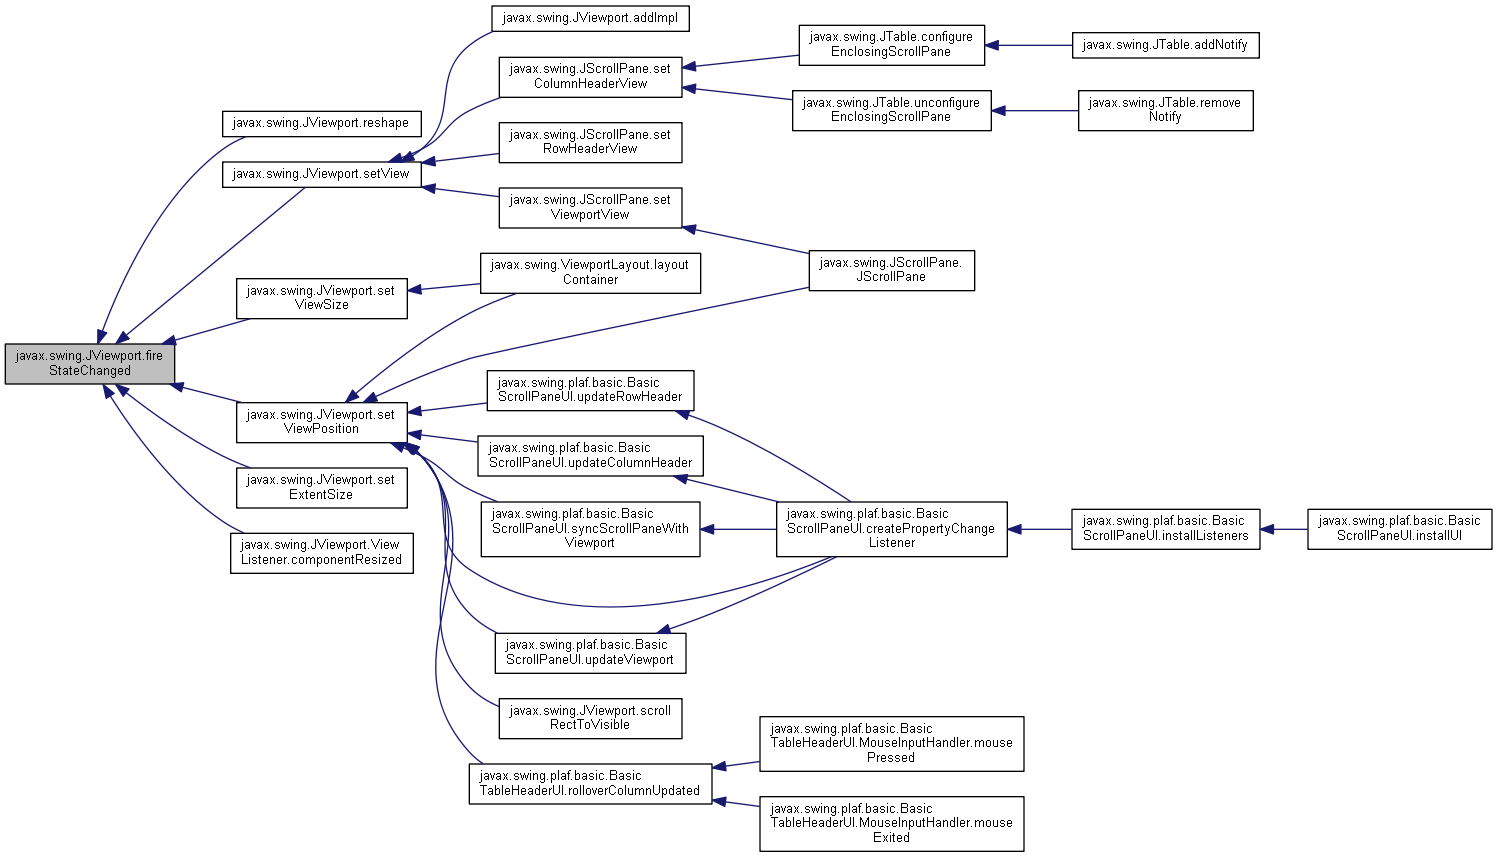 javax.swing.JViewport.fire
StateChanged
javax.swing.JViewport.reshape
javax.swing.JViewport.setView
javax.swing.JViewport.set
ViewSize
javax.swing.JViewport.set
ViewPosition
javax.swing.JViewport.set
ExtentSize
javax.swing.JViewport.View
Listener.componentResized
javax.swing.JViewport.addImpl
javax.swing.JScrollPane.set
ColumnHeaderView
javax.swing.JScrollPane.set
RowHeaderView
javax.swing.JScrollPane.set
ViewportView
javax.swing.ViewportLayout.layout
Container
javax.swing.plaf.basic.Basic
ScrollPaneUI.updateRowHeader
javax.swing.plaf.basic.Basic
ScrollPaneUI.updateColumnHeader
javax.swing.plaf.basic.Basic
ScrollPaneUI.syncScrollPaneWith
Viewport
javax.swing.plaf.basic.Basic
ScrollPaneUI.updateViewport
javax.swing.JViewport.scroll
RectToVisible
javax.swing.plaf.basic.Basic
TableHeaderUI.rolloverColumnUpdated
javax.swing.JTable.configure
EnclosingScrollPane
javax.swing.JTable.unconfigure
EnclosingScrollPane
javax.swing.JScrollPane.
JScrollPane
javax.swing.plaf.basic.Basic
ScrollPaneUI.createPropertyChange
Listener
javax.swing.plaf.basic.Basic
TableHeaderUI.MouseInputHandler.mouse
Pressed
javax.swing.plaf.basic.Basic
TableHeaderUI.MouseInputHandler.mouse
Exited
javax.swing.JTable.addNotify
javax.swing.JTable.remove
Notify
javax.swing.plaf.basic.Basic
ScrollPaneUI.installListeners
javax.swing.plaf.basic.Basic
ScrollPaneUI.installUI